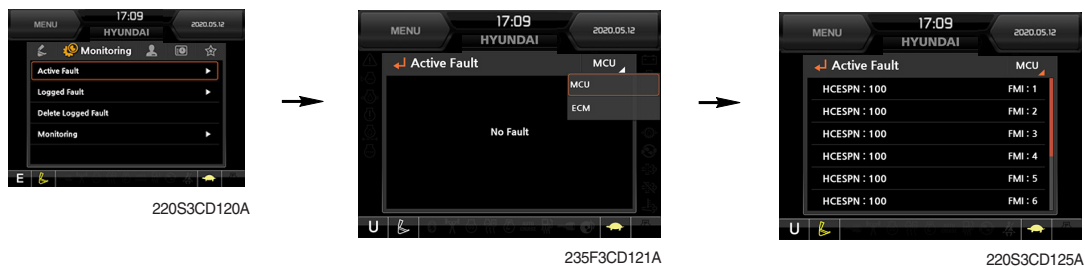 MENU
17:09
HYUNDAI
2020.05.12
Monitoring
Active Fault
Logged Fault
Delete Logged Fault
Monitoring
E
220S3CD120A
MENU
17:09
HYUNDAI
2020.05.12
Active Fault
MCU
MCU
ECM
No Fault
U
235F3CD121A
MENU
17:09
HYUNDAI
2020.05.12
Active Fault
MCU
HCESPN : 100 FMI : 1
HCESPN : 100 FMI : 2
HCESPN : 100 FMI : 3
HCESPN : 100 FMI : 4
HCESPN : 100 FMI : 5
HCESPN : 100 FMI : 6
U
220S3CD125A